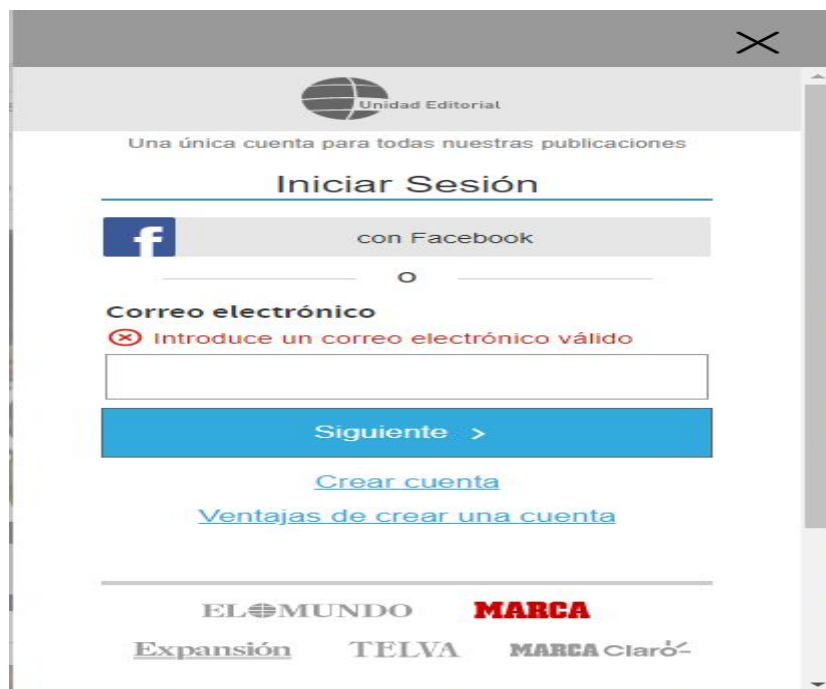 Unidad Editorial
Una única cuenta para todas nuestras publicaciones
Iniciar Sesión
f con Facebook
O
Correo electrónico
Introduce un correo electrónico válido
Siguiente >
Crear cuenta
Ventajas de crear una cuenta
EL MUNDO MARCA
Expansión TELVA MARCA Claro